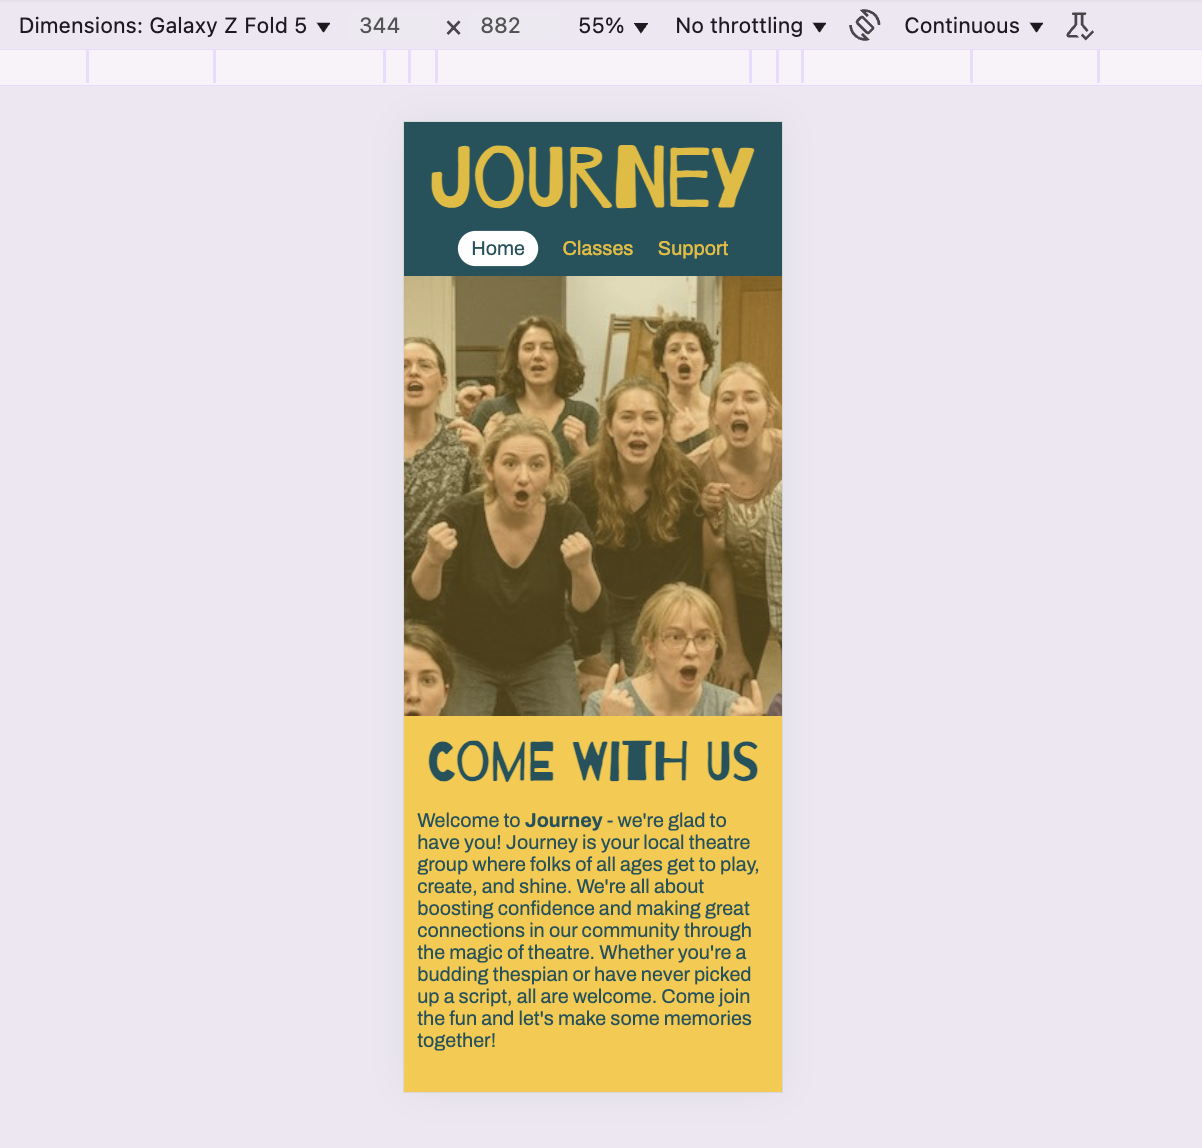 Dimensions: Galaxy Z Fold 5 ▼ 344 × 882 55% ▼ No throttling ▼ Continuous ▼
JOURNEY
Home Classes Support
COME WITH US
Welcome to Journey - we're glad to
have you! Journey is your local theatre
group where folks of all ages get to play,
create, and shine. We're all about
boosting confidence and making great
connections in our community through
the magic of theatre. Whether you're a
budding thespian or have never picked
up a script, all are welcome. Come join
the fun and let's make some memories
together!